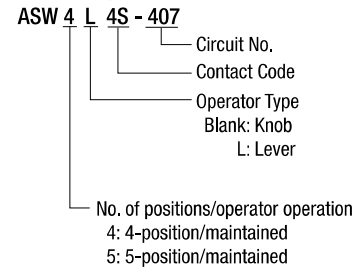 ASW 4 L 4S - 407
Circuit No.
Contact Code
Operator Type
Blank: Knob
L: Lever
No. of positions/operator operation
4: 4-position/maintained
5: 5-position/maintained